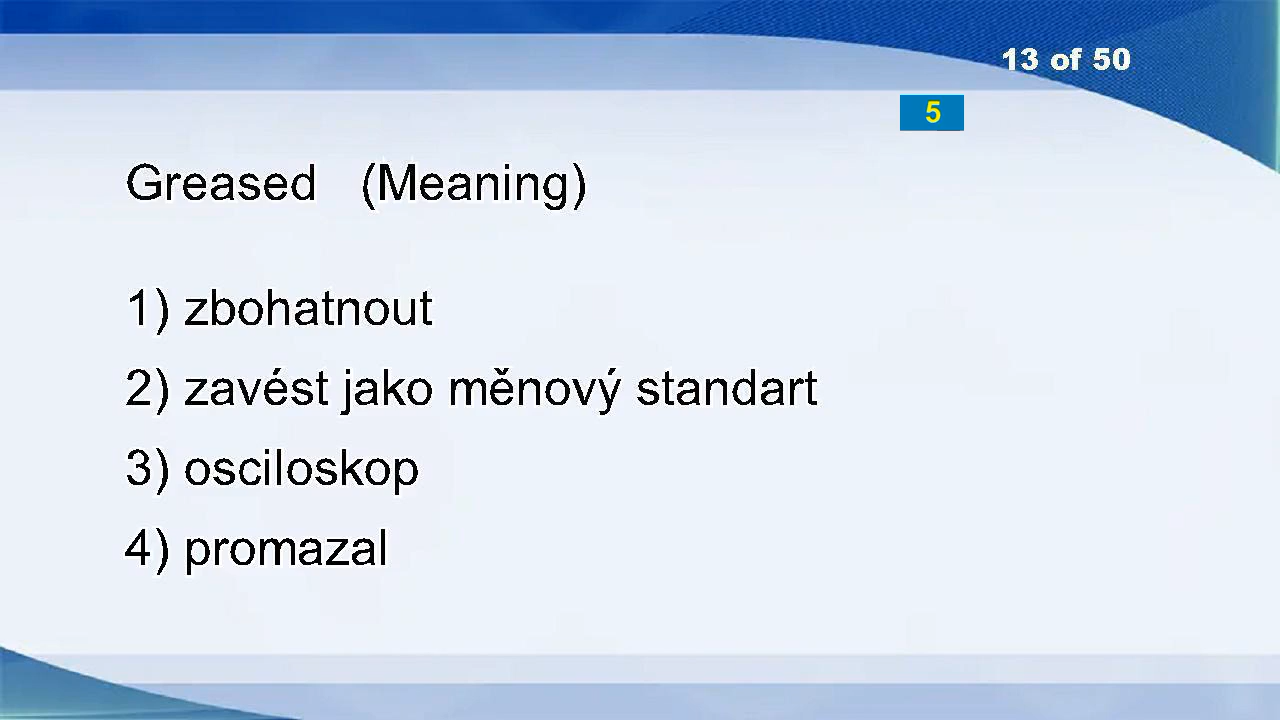 13 of 50
5
Greased (Meaning)
1) zbohatnout
2) zavést jako měnový standart
3) osciloskop
4) promazal